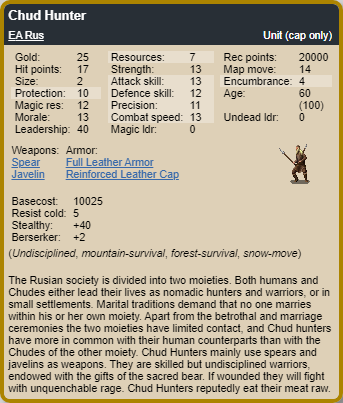 Chud Hunter
EA Rus Unit (cap only)
Gold: 25 Resources: 7 Rec points: 20000
Hit points: 17 Strength: 13 Map move: 14
Size: 2 Attack skill: 13 Encumbrance: 4
Protection: 10 Defence skill: 12 Age: 60
Magic res: 12 Precision: 11 (100)
Morale: 13 Combat speed: 13 Undead ldr: 0
Leadership: 40 Magic ldr: 0
Weapons: Armor:
Spear Full Leather Armor
Javelin Reinforced Leather Cap
Basecost: 10025
Resist cold: 5
Stealthy: +40
Berserker: +2
(Undisciplined, mountain-survival, forest-survival, snow-move)
The Rusian society is divided into two moieties. Both humans and
Chudes either lead their lives as nomadic hunters and warriors, or in
small settlements. Marital traditions demand that no one marries
within his or her own moiety. Apart from the betrothal and marriage
ceremonies the two moieties have limited contact, and Chud hunters
have more in common with their human counterparts than with the
Chudes of the other moiety. Chud Hunters mainly use spears and
javelins as weapons. They are skilled but undisciplined warriors,
endowed with the gifts of the sacred bear. If wounded they will fight
with unquenchable rage. Chud Hunters reputedly eat their meat raw.